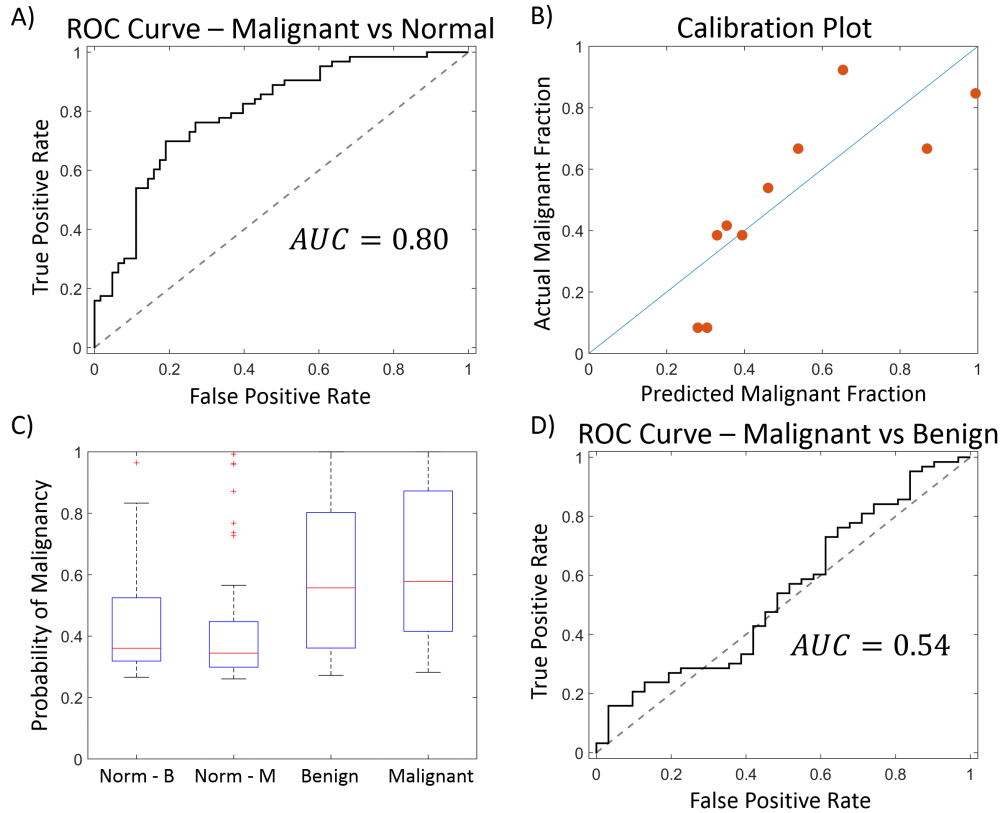 A)
ROC Curve – Malignant vs Normal
1
0.8
0.6
0.4
0.2
0
True Positive Rate
AUC = 0.80
0 0.2 0.4 0.6 0.8 1
False Positive Rate
B)
Calibration Plot
1
0.8
0.6
0.4
0.2
0
Actual Malignant Fraction
0 0.2 0.4 0.6 0.8 1
Predicted Malignant Fraction
C)
1
0.8
0.6
0.4
0.2
0
Probability of Malignancy
Norm - B Norm - M Benign Malignant
D)
ROC Curve – Malignant vs Benign
1
0.8
0.6
0.4
0.2
0
True Positive Rate
AUC = 0.54
0 0.2 0.4 0.6 0.8 1
False Positive Rate